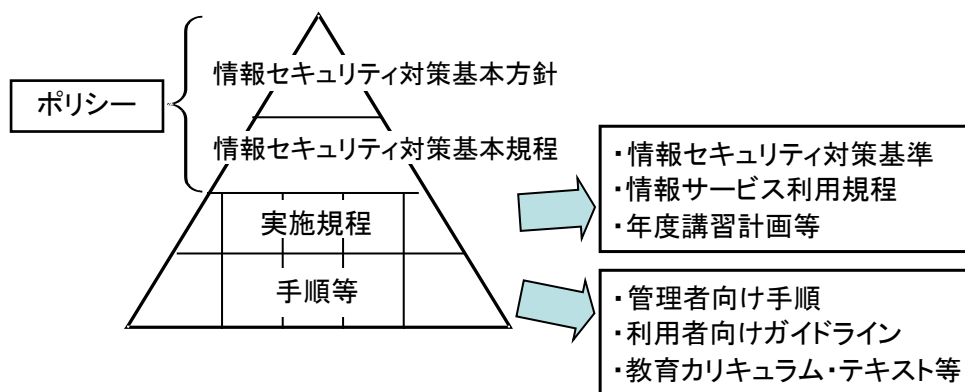 情報セキュリティ対策基本方針
ポリシー
情報セキュリティ対策基本規程
実施規程
手順等
・情報セキュリティ対策基準
・情報サービス利用規程
・年度講習計画等
・管理者向け手順
・利用者向けガイドライン
・教育カリキュラム・テキスト等